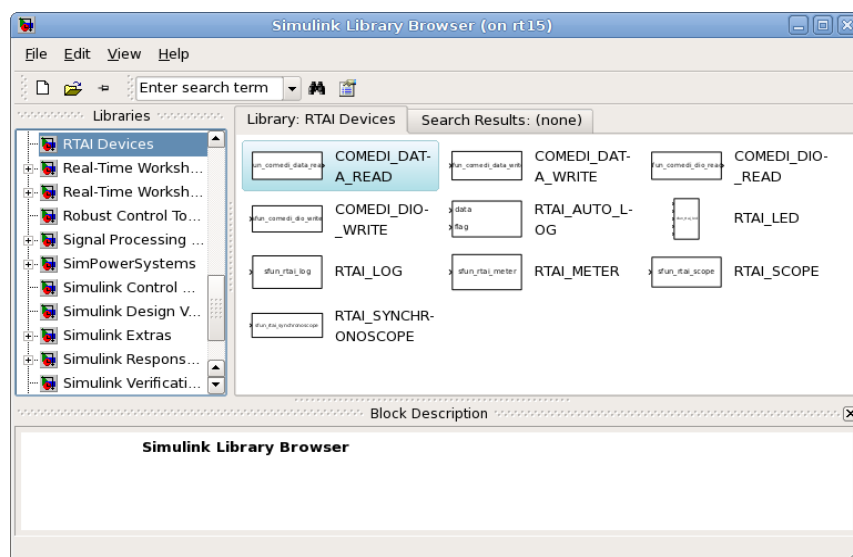 Simulink Library Browser (on rt15)
File Edit View Help
Enter search term
Libraries
Library: RTAI Devices
Search Results: (none)
RTAI Devices
Real-Time Worksh...
Real-Time Worksh...
Robust Control To...
Signal Processing ...
SimPowerSystems
Simulink Control ...
Simulink Design V...
Simulink Extras
Simulink Respons...
Simulink Verificati...
COMEDI_DAT-
A_READ
sfun_comedi_data_writ
COMEDI_DAT-
A_WRITE
COMEDI_DIO-
_READ
sfun_comedi_dio_write
COMEDI_DIO-
_WRITE
data
flag
RTAI_AUTO_L-
OG
RTAI_LED
sfun_rtai_log
RTAI_LOG
sfun_rtai_meter
RTAI_METER
sfun_rtai_scope
RTAI_SCOPE
sfun_rtai_synchronoscope
RTAI_SYNCHR-
ONOSCOPE
Block Description
Simulink Library Browser